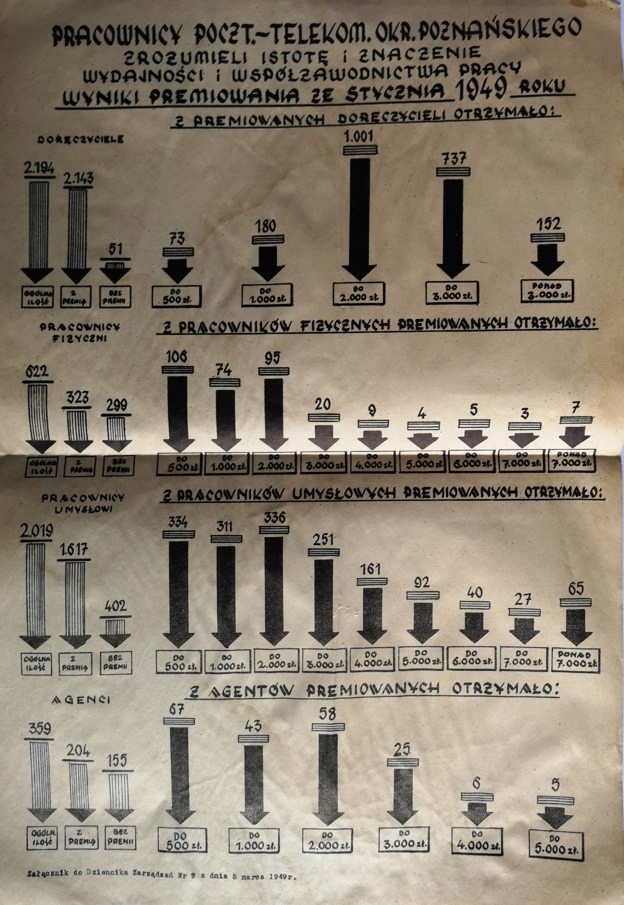 PRACOWNICY POCZT.-TELEKOM. OKR. POZNAŃSKIEGO
ZROZUMIELI ISTOTĘ I ZNACZENIE
WYDAJNOŚCI I WSPÓŁZAWODNICTWA PRACY
WYNIKI PREMIOWANIA ZE STYCZNIA 1949 ROKU
Z PREMIOWANYCH DORĘCZYCIELI OTRZYMAŁO:
DORĘCZYCIELE
2.194 2.143 51 73 180 1.001 737 152
OGÓLNA ILOŚĆ Z PREMIĄ BEZ PREMII DO 500 zł. DO 1.000 zł. DO 2.000 zł. DO 3.000 zł. PONAD 3.000 zł.
PRACOWNICY FIZYCZNI
Z PRACOWNIKÓW FIZYCZNYCH PREMIOWANYCH OTRZYMAŁO:
622 323 299 106 74 95 20 9 4 5 3 7
OGÓLNA ILOŚĆ Z PREMIĄ BEZ PREMII DO 500 zł. DO 1.000 zł. DO 2.000 zł. DO 3.000 zł. DO 4.000 zł. DO 5.000 zł. DO 6.000 zł. DO 7.000 zł. PONAD 7.000 zł.
PRACOWNICY UMYSŁOWI
Z PRACOWNIKÓW UMYSŁOWYCH PREMIOWANYCH OTRZYMAŁO:
2.019 1.617 402 334 311 336 251 161 92 40 27 65
OGÓLNA ILOŚĆ Z PREMIĄ BEZ PREMII DO 500 zł. DO 1.000 zł. DO 2.000 zł. DO 3.000 zł. DO 4.000 zł. DO 5.000 zł. DO 6.000 zł. DO 7.000 zł. PONAD 7.000 zł.
AGENCI
Z AGENTÓW PREMIOWANYCH OTRZYMAŁO:
359 204 155 67 43 58 25 6 5
OGÓLN. ILOŚĆ Z PREMIĄ BEZ PREMII DO 500 zł. DO 1.000 zł. DO 2.000 zł. DO 3.000 zł. DO 4.000 zł. DO 5.000 zł.
Załącznik do Dziennika Zarządzeń Nr 9 z dnia 5 marca 1949r.